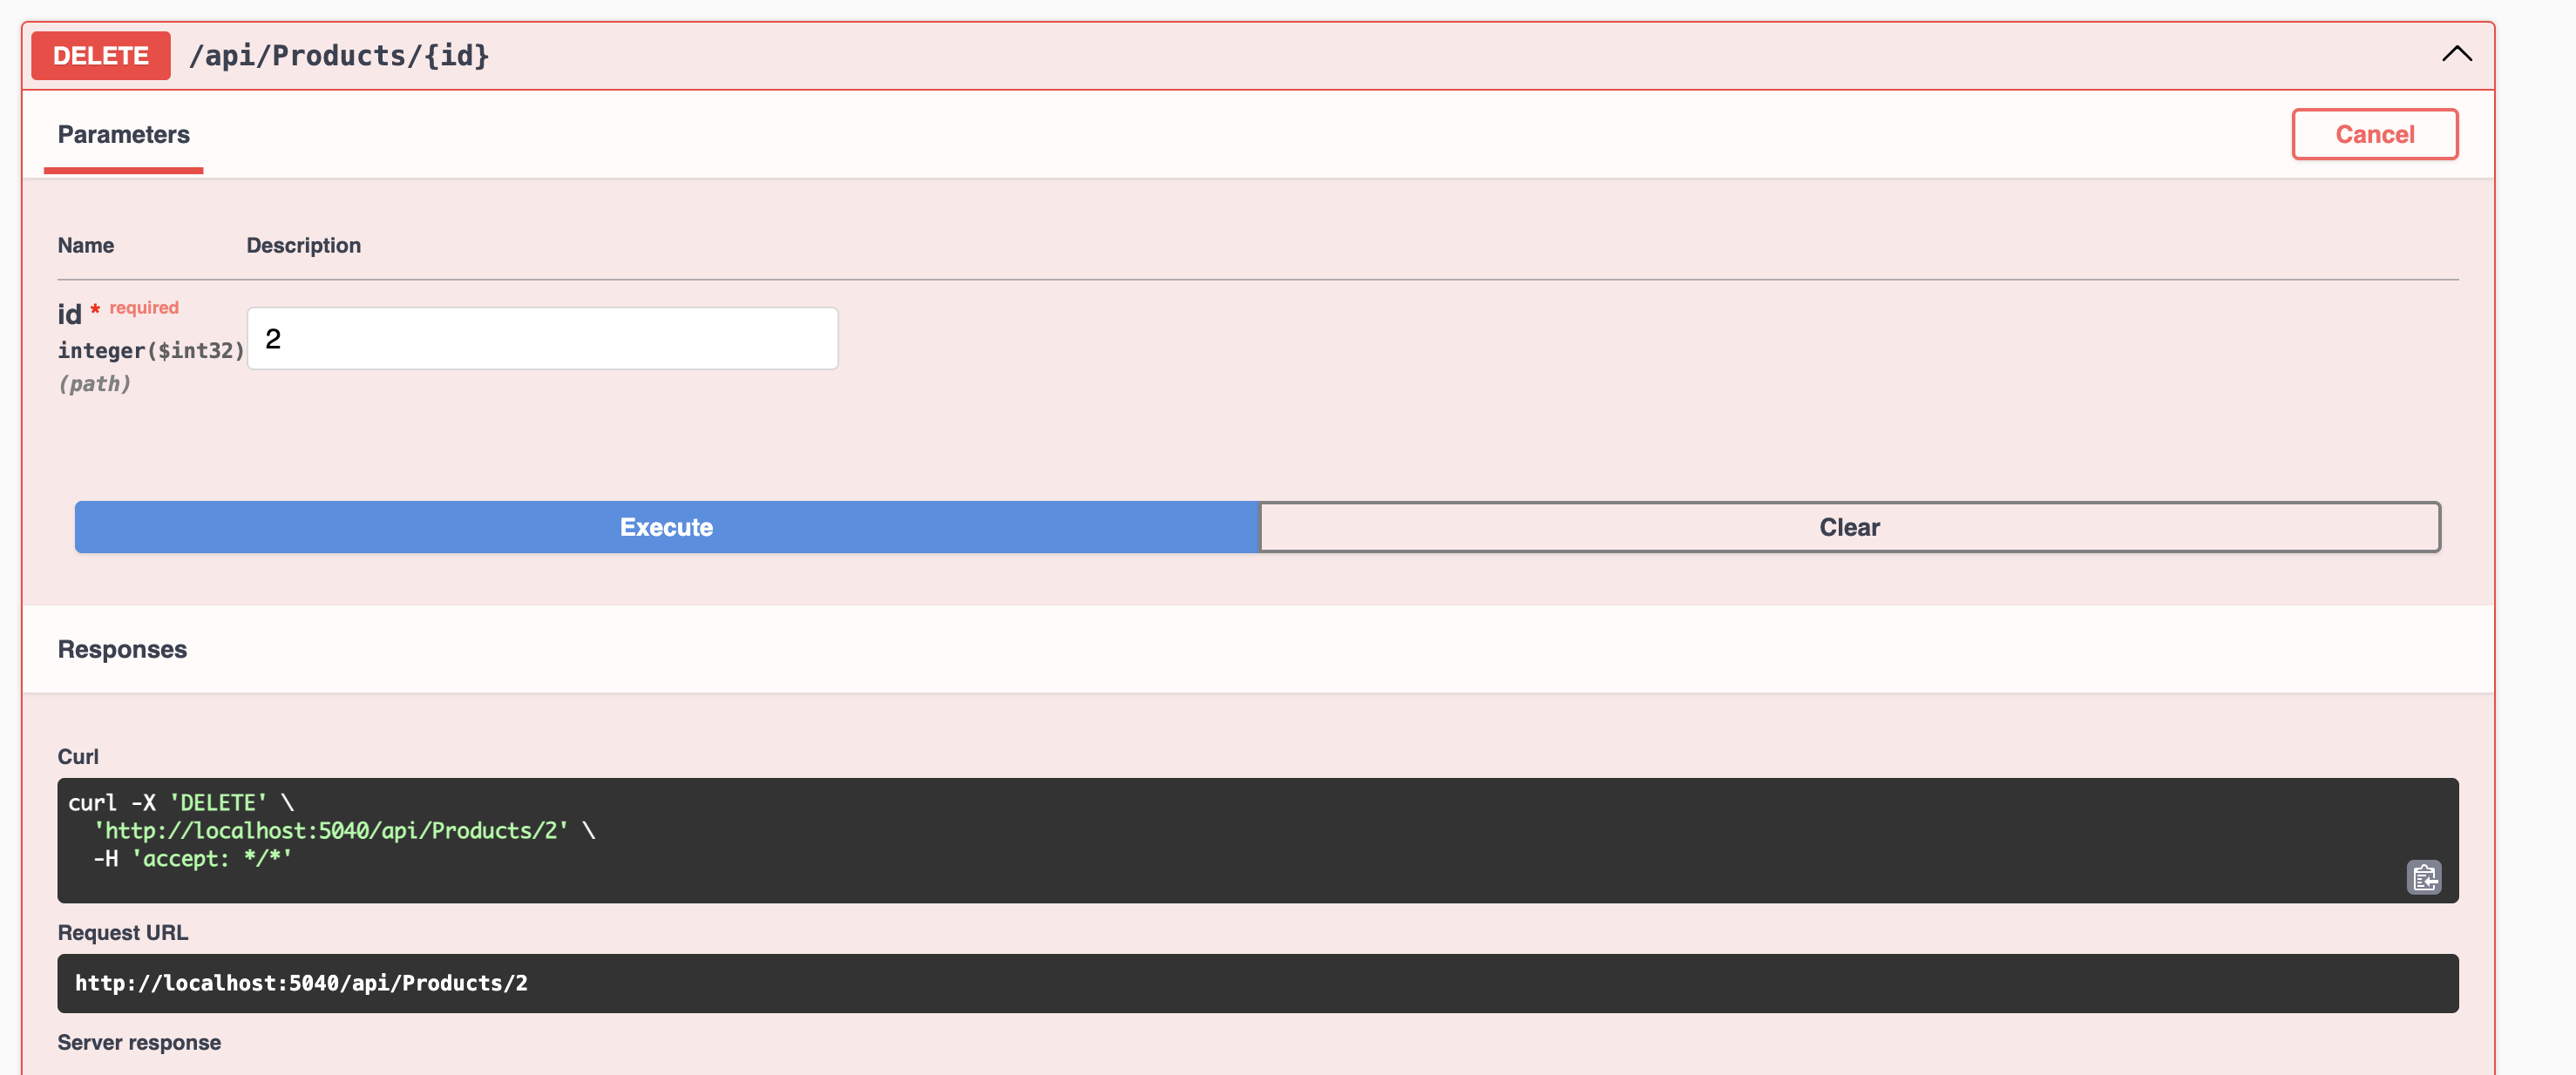 DELETE /api/Products/{id}
Parameters
Cancel
Name Description
id * required
integer($int32)
(path)
2
Execute Clear
Responses
Curl
curl -X 'DELETE' \
  'http://localhost:5040/api/Products/2' \
  -H 'accept: */*'
Request URL
http://localhost:5040/api/Products/2
Server response